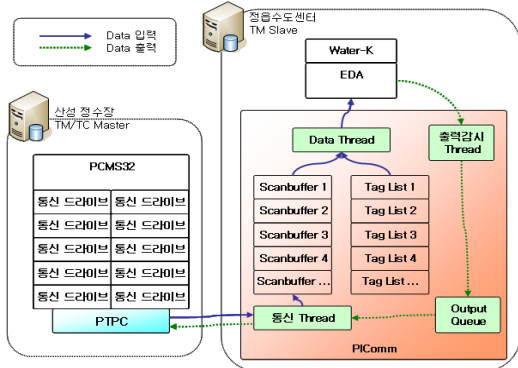 Data 입력
Data 출력
정읍수도센터
TM Slave
Water-K
EDA
산성 정수장
TM/TC Master
PCMS32
통신 드라이브 통신 드라이브
통신 드라이브 통신 드라이브
통신 드라이브 통신 드라이브
통신 드라이브 통신 드라이브
통신 드라이브 통신 드라이브
PTPC
Data Thread
출력감시
Thread
Scanbuffer 1
Scanbuffer 2
Scanbuffer 3
Scanbuffer 4
Scanbuffer ...
Tag List 1
Tag List 2
Tag List 3
Tag List 4
Tag List ...
통신 Thread
Output
Queue
PIComm